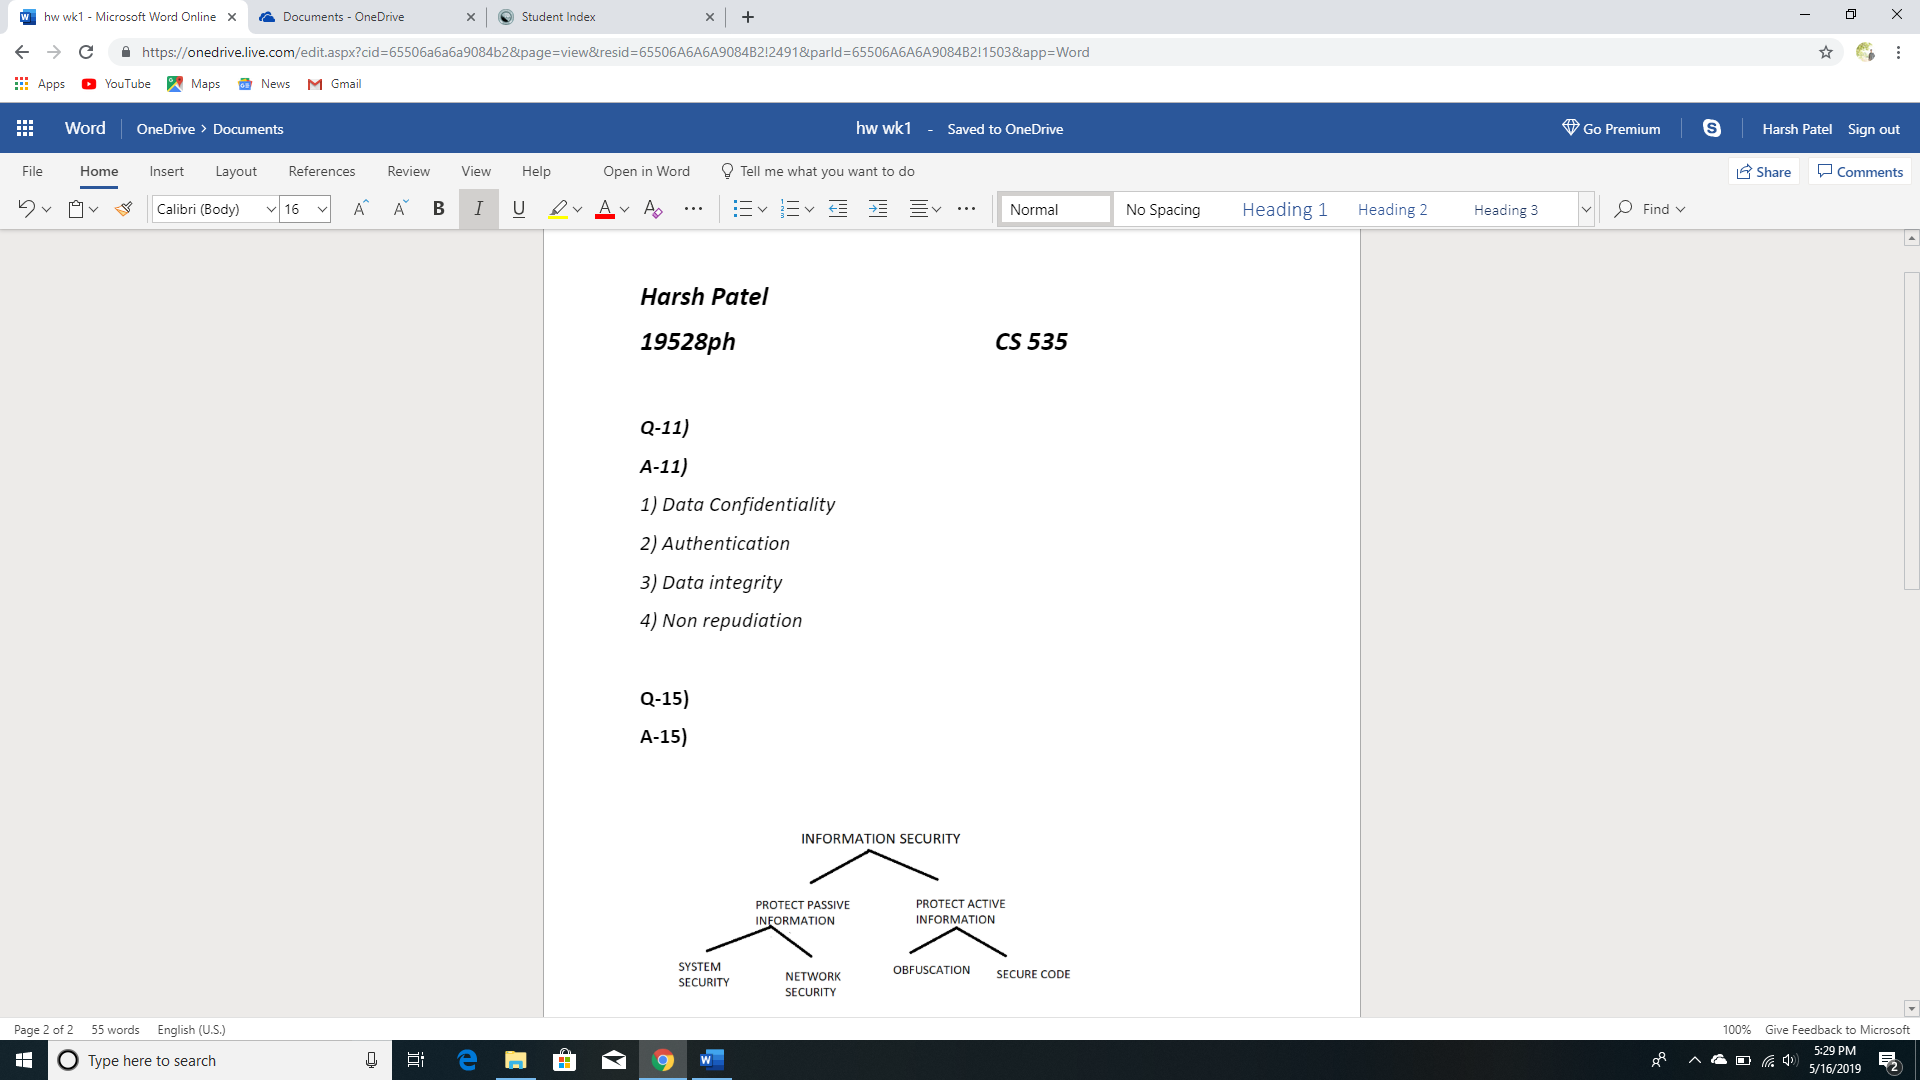 hw wk1 - Microsoft Word Online
Documents - OneDrive
Student Index
https://onedrive.live.com/edit.aspx?cid=65506a6a6a9084b2&page=view&resid=65506A6A6A9084B2!2491&parId=65506A6A6A9084B2!1503&app=Word
Apps YouTube Maps News Gmail
Word OneDrive > Documents hw wk1 - Saved to OneDrive Go Premium Harsh Patel Sign out
File Home Insert Layout References Review View Help Open in Word Tell me what you want to do Share Comments
Calibri (Body) 16 B I U A Normal No Spacing Heading 1 Heading 2 Heading 3 Find
Harsh Patel
19528ph CS 535
Q-11)
A-11)
1) Data Confidentiality
2) Authentication
3) Data integrity
4) Non repudiation
Q-15)
A-15)
INFORMATION SECURITY
PROTECT PASSIVE
INFORMATION
PROTECT ACTIVE
INFORMATION
SYSTEM
SECURITY
NETWORK
SECURITY
OBFUSCATION
SECURE CODE
Page 2 of 2 55 words English (U.S.) 100% Give Feedback to Microsoft
Type here to search
5:29 PM
5/16/2019
2